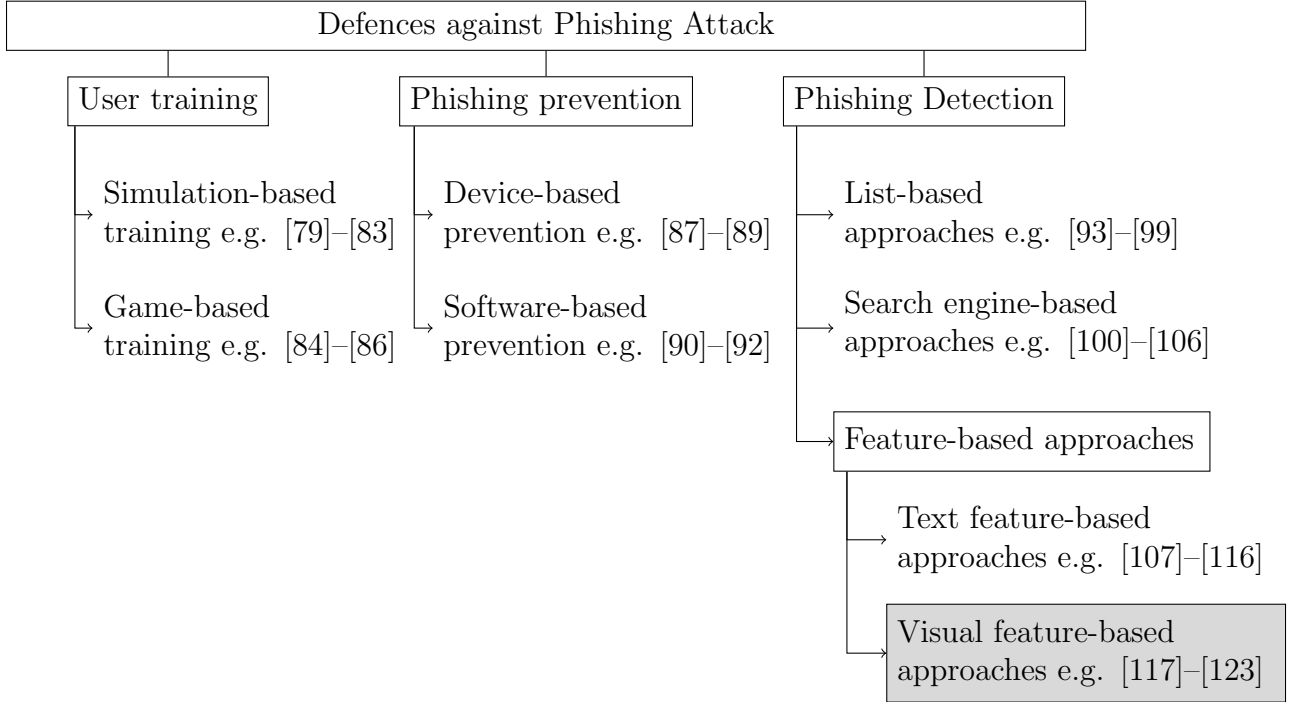 Defences against Phishing Attack
User training
Simulation-based
training e.g. [79]–[83]
Game-based
training e.g. [84]–[86]
Phishing prevention
Device-based
prevention e.g. [87]–[89]
Software-based
prevention e.g. [90]–[92]
Phishing Detection
List-based
approaches e.g. [93]–[99]
Search engine-based
approaches e.g. [100]–[106]
Feature-based approaches
Text feature-based
approaches e.g. [107]–[116]
Visual feature-based
approaches e.g. [117]–[123]